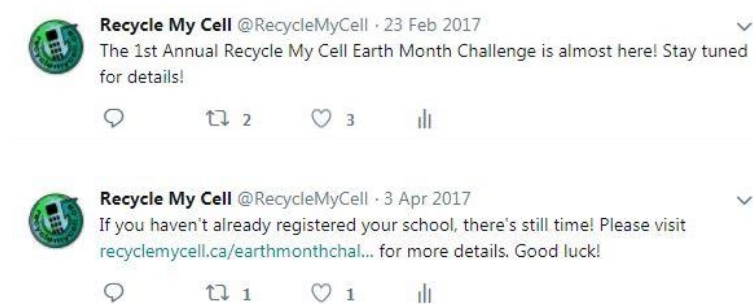 Recycle My Cell @RecycleMyCell · 23 Feb 2017
The 1st Annual Recycle My Cell Earth Month Challenge is almost here! Stay tuned
for details!
2 3
Recycle My Cell @RecycleMyCell · 3 Apr 2017
If you haven't already registered your school, there's still time! Please visit
recyclemycell.ca/earthmonthchal... for more details. Good luck!
1 1